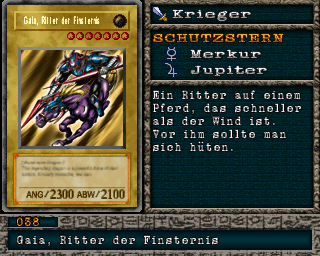 Gaia, Ritter der Finsternis
ANG/2300 ABW/2100
Krieger
SCHUTZSTERN
Merkur
Jupiter
Ein Ritter auf einem
Pferd, das schneller
als der Wind ist.
Vor ihm sollte man
sich hüten.
038
Gaia, Ritter der Finsternis